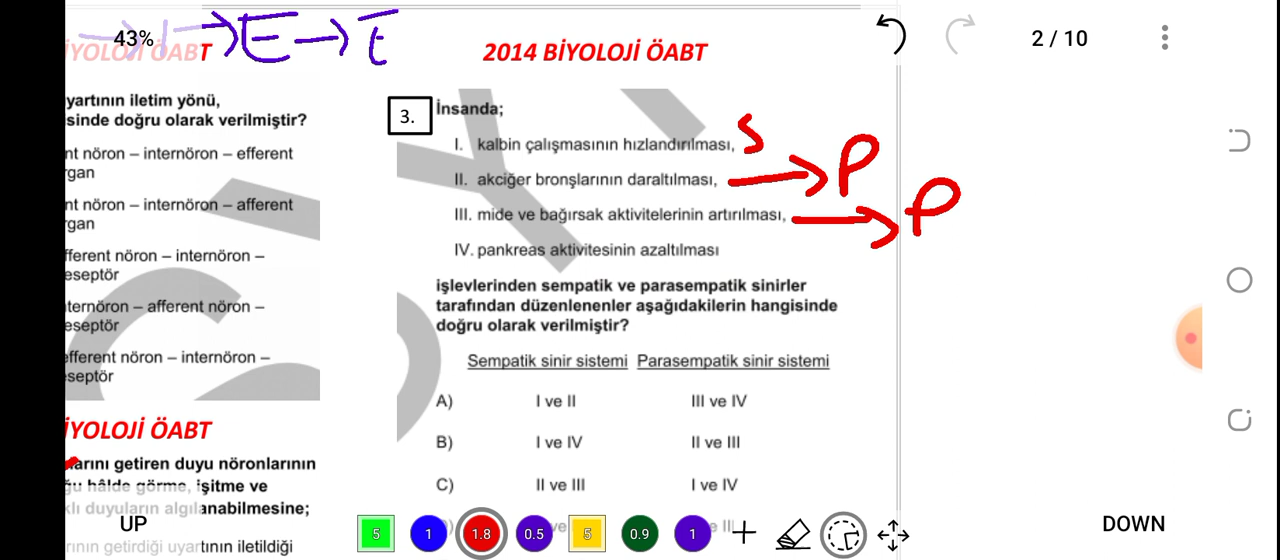 43%
→ E → E
2 / 10
İYOLOJİ ÖABT
yartının iletim yönü,
sinde doğru olarak verilmiştir?
nt nöron – internöron – efferent
rgan
nt nöron – internöron – afferent
rgan
fferent nöron – internöron –
eseptör
ternöron – afferent nöron –
eseptör
efferent nöron – internöron –
septör
İYOLOJİ ÖABT
larını getiren duyu nöronlarının
ğu hâlde görme, işitme ve
klı duyuların algılanabilmesine;
rının getirdiği uyartının iletildiği
2014 BİYOLOJİ ÖABT
3.
İnsanda;
I. kalbin çalışmasının hızlandırılması, S
II. akciğer bronşlarının daraltılması, → P
III. mide ve bağırsak aktivitelerinin artırılması, → P
IV. pankreas aktivitesinin azaltılması
işlevlerinden sempatik ve parasempatik sinirler
tarafından düzenlenenler aşağıdakilerin hangisinde
doğru olarak verilmiştir?
Sempatik sinir sistemi Parasempatik sinir sistemi
A) I ve II III ve IV
B) I ve IV II ve III
C) II ve III I ve IV
UP
5 1 1.8 0.5 5 0.9 1
DOWN